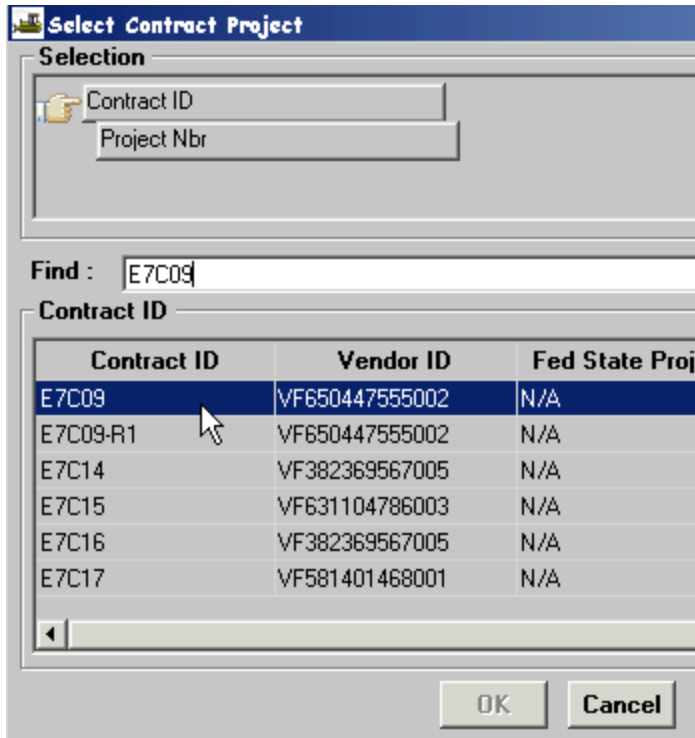 Select Contract Project
Selection
Contract ID
Project Nbr
Find : E7C09
Contract ID
Contract ID Vendor ID Fed State Proj
E7C09 VF650447555002 N/A
E7C09-R1 VF650447555002 N/A
E7C14 VF382369567005 N/A
E7C15 VF631104786003 N/A
E7C16 VF382369567005 N/A
E7C17 VF581401468001 N/A
OK Cancel